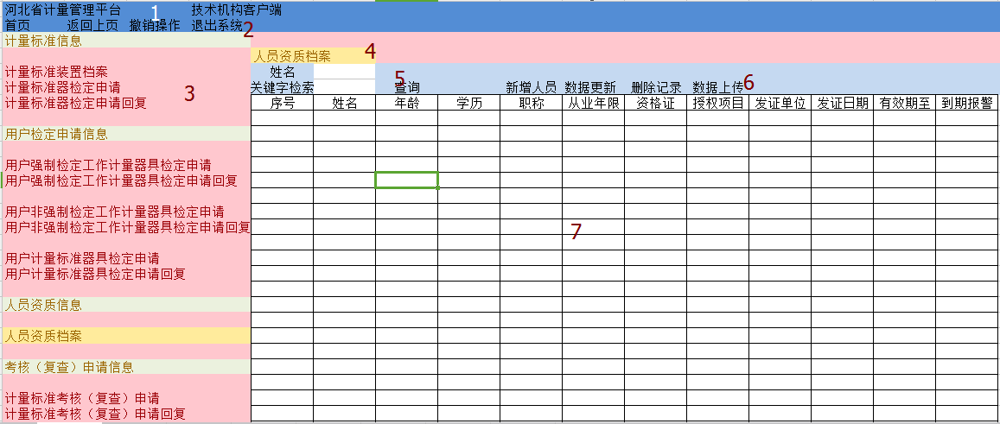 河北省计量管理平台 1 技术机构客户端
首页 返回上页 撤销操作 退出系统 2
计量标准信息
人员资质档案 4
计量标准装置档案 姓名 5
计量标准器检定申请 3 关键字检索 查询 新增人员 数据更新 删除记录 数据上传 6
计量标准器检定申请回复 序号 姓名 年龄 学历 职称 从业年限 资格证 授权项目 发证单位 发证日期 有效期至 到期报警
用户检定申请信息
用户强制检定工作计量器具检定申请
用户强制检定工作计量器具检定申请回复
用户非强制检定工作计量器具检定申请
用户非强制检定工作计量器具检定申请回复 7
用户计量标准器具检定申请
用户计量标准器具检定申请回复
人员资质信息
人员资质档案
考核（复查）申请信息
计量标准考核（复查）申请
计量标准考核（复查）申请回复